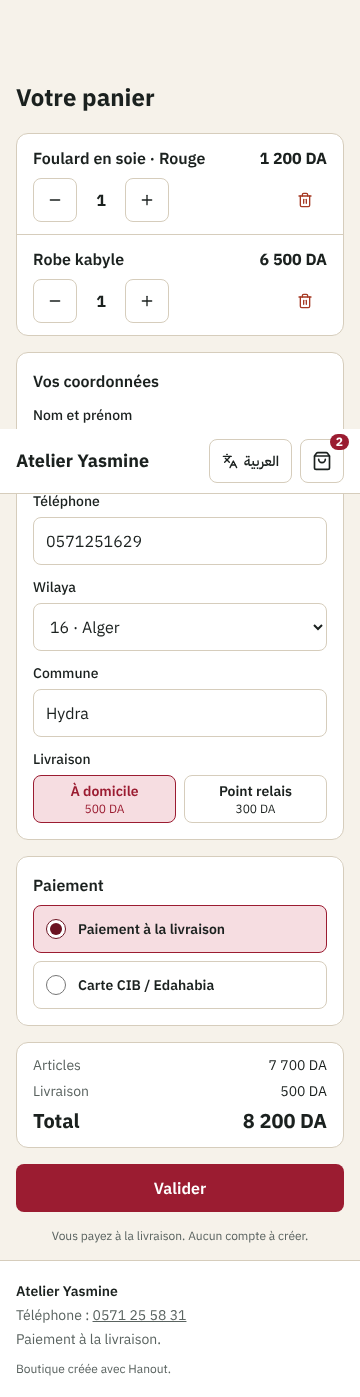 Votre panier
Foulard en soie · Rouge 1 200 DA
− 1 +
Robe kabyle 6 500 DA
− 1 +
Vos coordonnées
Nom et prénom
Atelier Yasmine العربية 2
Téléphone
0571251629
Wilaya
16 · Alger
Commune
Hydra
Livraison
À domicile Point relais
500 DA 300 DA
Paiement
Paiement à la livraison
Carte CIB / Edahabia
Articles 7 700 DA
Livraison 500 DA
Total 8 200 DA
Valider
Vous payez à la livraison. Aucun compte à créer.
Atelier Yasmine
Téléphone : 0571 25 58 31
Paiement à la livraison.
Boutique créée avec Hanout.